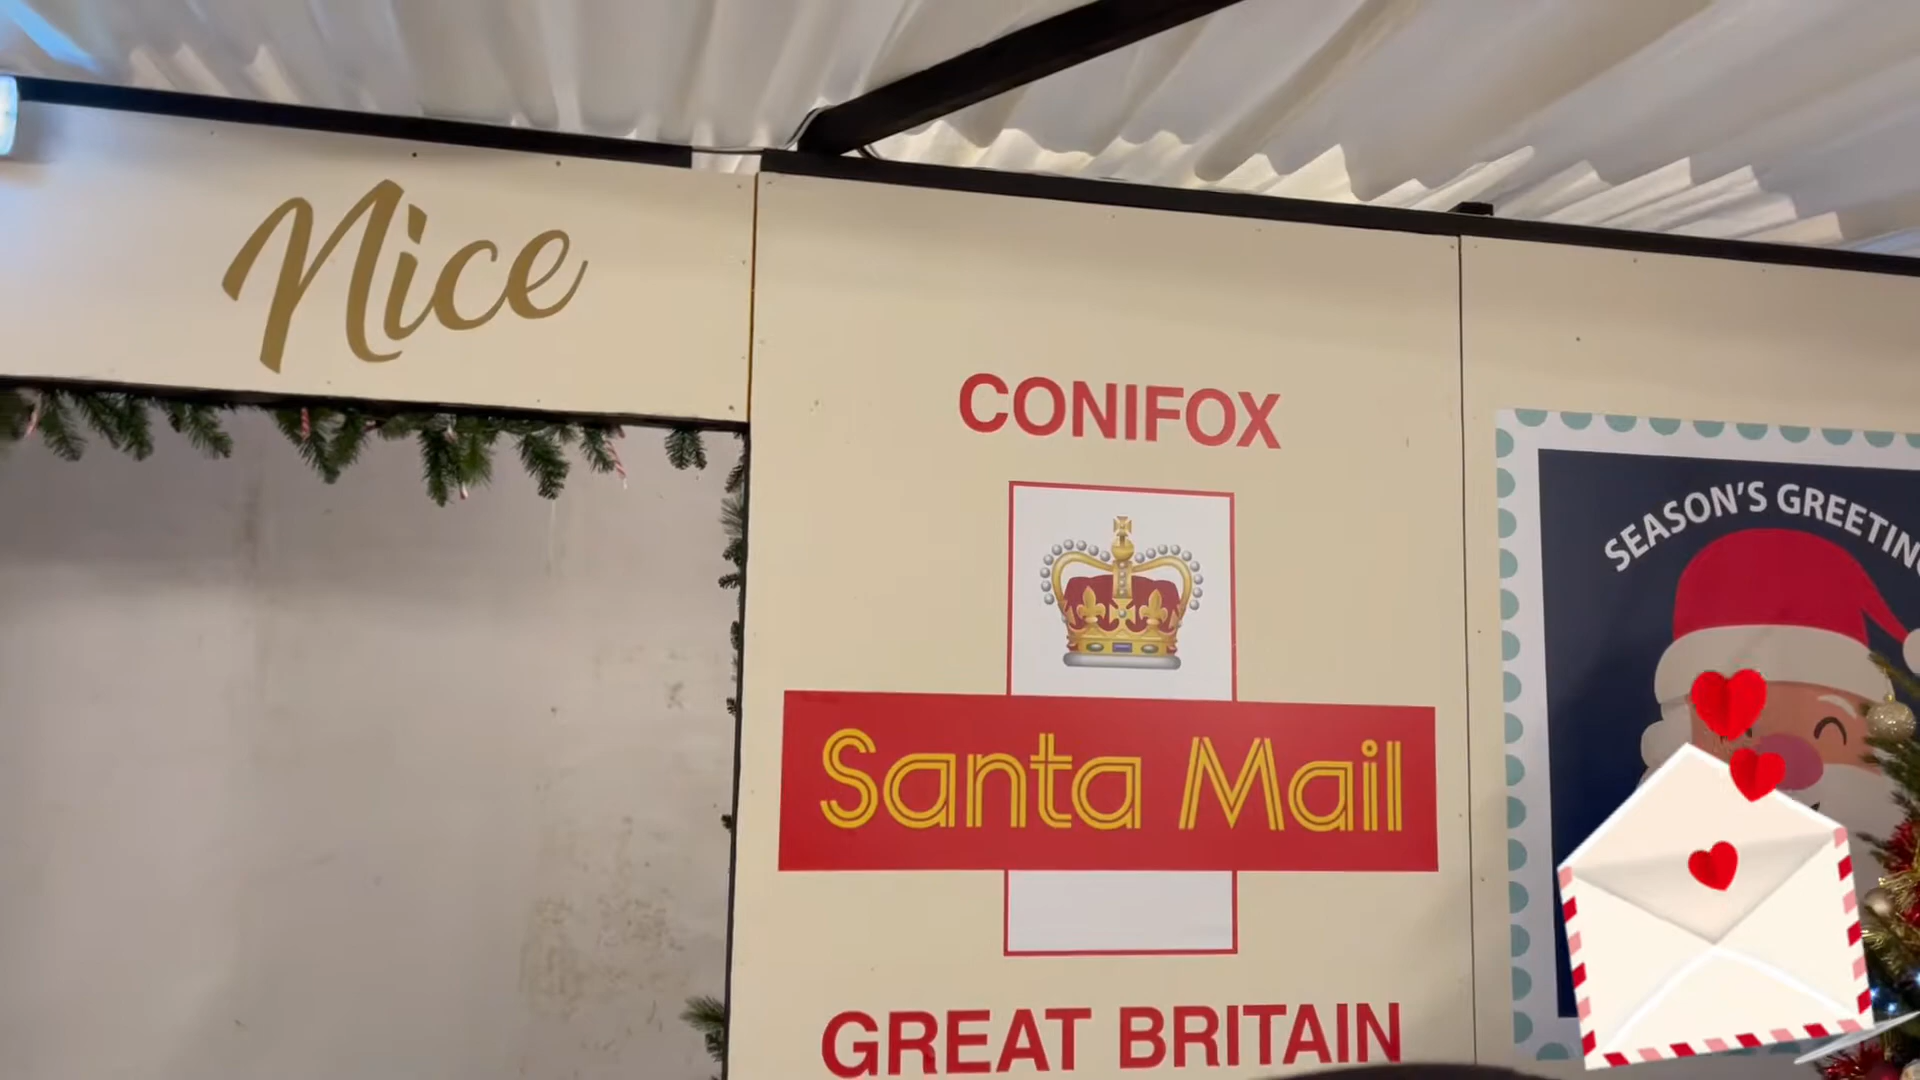 Nice
CONIFOX
Santa Mail
GREAT BRITAIN
SEASON'S GREETIN